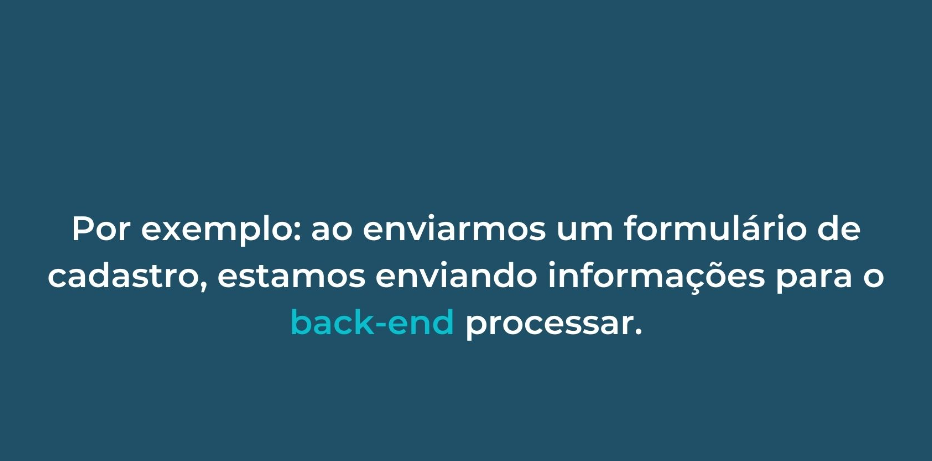 Por exemplo: ao enviarmos um formulário de
cadastro, estamos enviando informações para o
back-end processar.